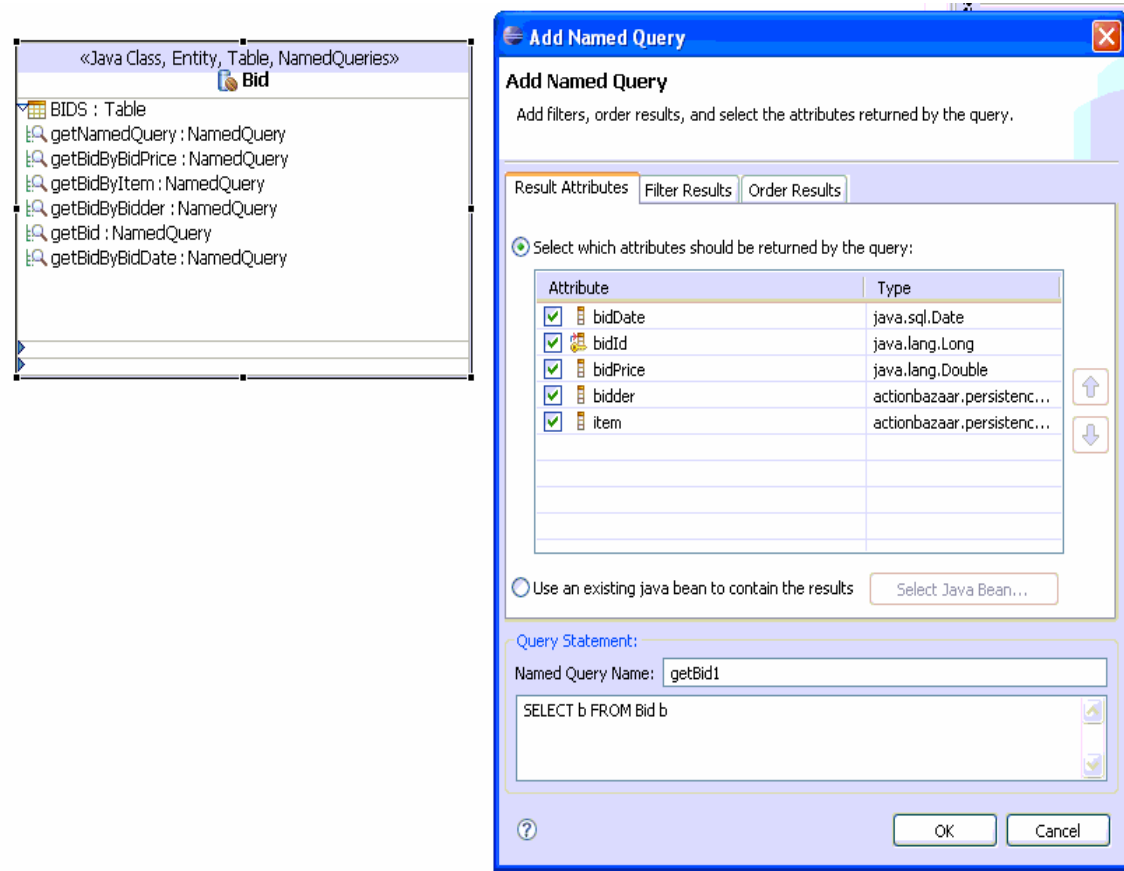 «Java Class, Entity, Table, NamedQueries»
Bid
BIDS : Table
getNamedQuery : NamedQuery
getBidByBidPrice : NamedQuery
getBidByItem : NamedQuery
getBidByBidder : NamedQuery
getBid : NamedQuery
getBidByBidDate : NamedQuery
Add Named Query
Add Named Query
Add filters, order results, and select the attributes returned by the query.
Result Attributes Filter Results Order Results
Select which attributes should be returned by the query:
Attribute Type
bidDate java.sql.Date
bidId java.lang.Long
bidPrice java.lang.Double
bidder actionbazaar.persistenc...
item actionbazaar.persistenc...
Use an existing java bean to contain the results Select Java Bean...
Query Statement:
Named Query Name: getBid1
SELECT b FROM Bid b
OK Cancel